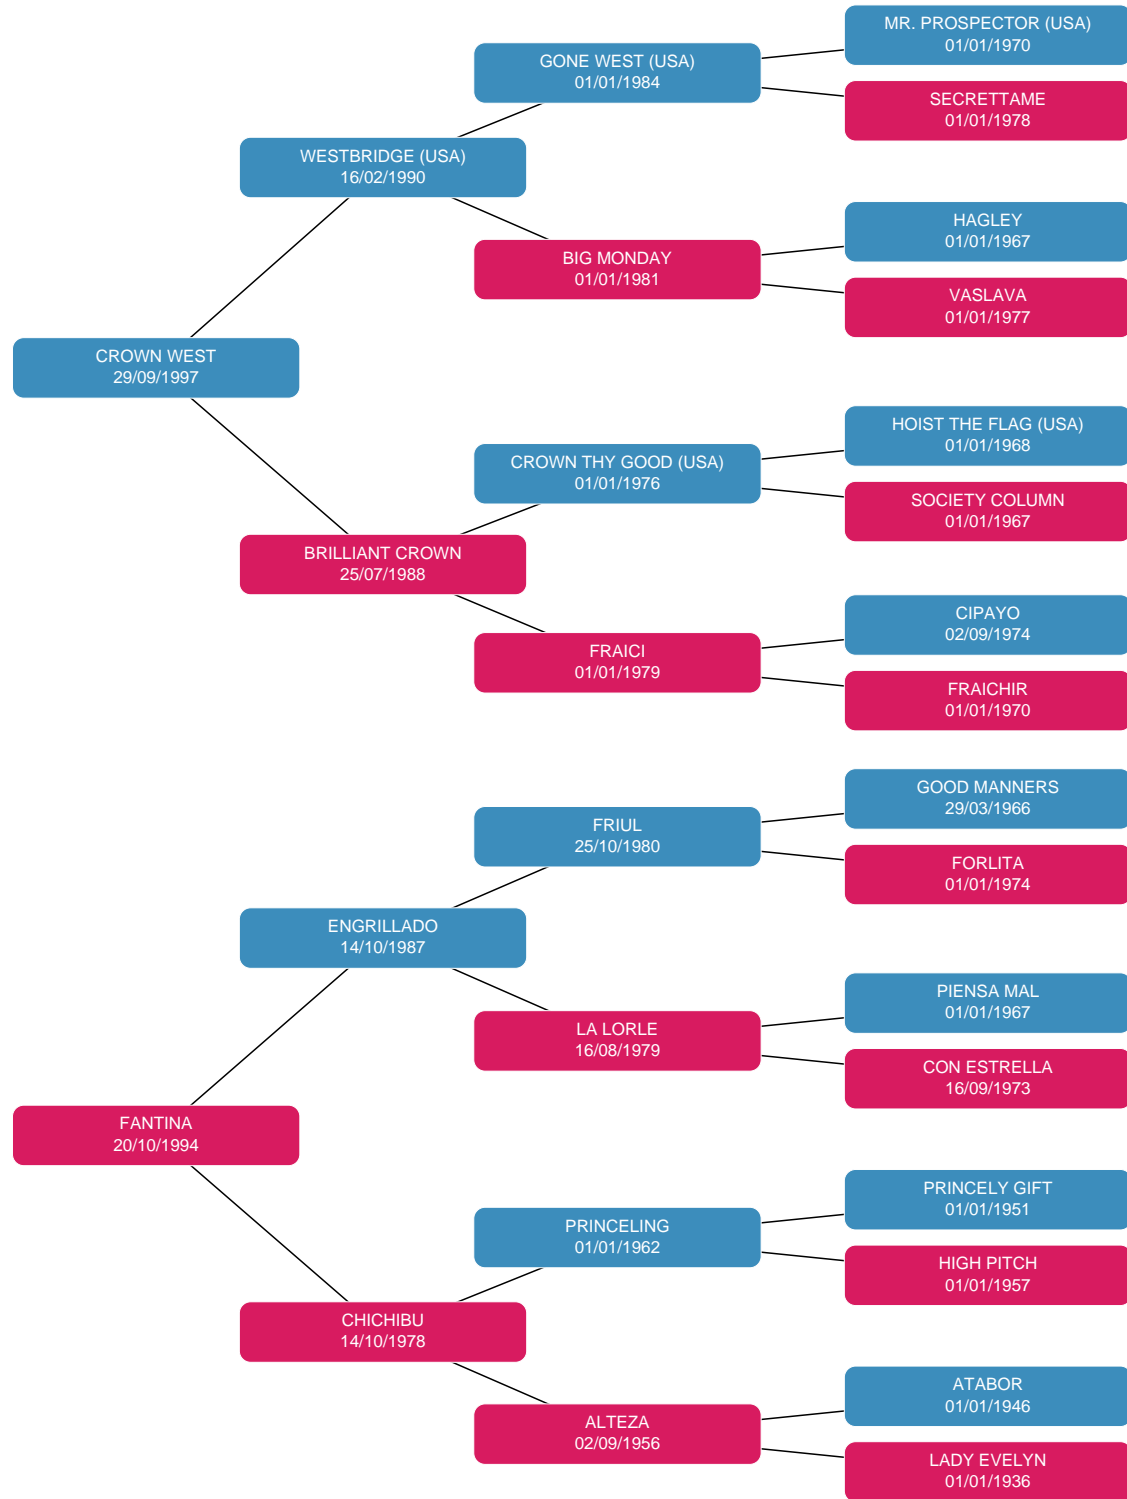 MR. PROSPECTOR (USA)
01/01/1970
GONE WEST (USA)
01/01/1984
SECRETTAME
01/01/1978
WESTBRIDGE (USA)
16/02/1990
HAGLEY
01/01/1967
BIG MONDAY
01/01/1981
VASLAVA
01/01/1977
CROWN WEST
29/09/1997
HOIST THE FLAG (USA)
01/01/1968
CROWN THY GOOD (USA)
01/01/1976
SOCIETY COLUMN
01/01/1967
BRILLIANT CROWN
25/07/1988
CIPAYO
02/09/1974
FRAICI
01/01/1979
FRAICHIR
01/01/1970
GOOD MANNERS
29/03/1966
FRIUL
25/10/1980
FORLITA
01/01/1974
ENGRILLADO
14/10/1987
PIENSA MAL
01/01/1967
LA LORLE
16/08/1979
CON ESTRELLA
16/09/1973
FANTINA
20/10/1994
PRINCELY GIFT
01/01/1951
PRINCELING
01/01/1962
HIGH PITCH
01/01/1957
CHICHIBU
14/10/1978
ATABOR
01/01/1946
ALTEZA
02/09/1956
LADY EVELYN
01/01/1936